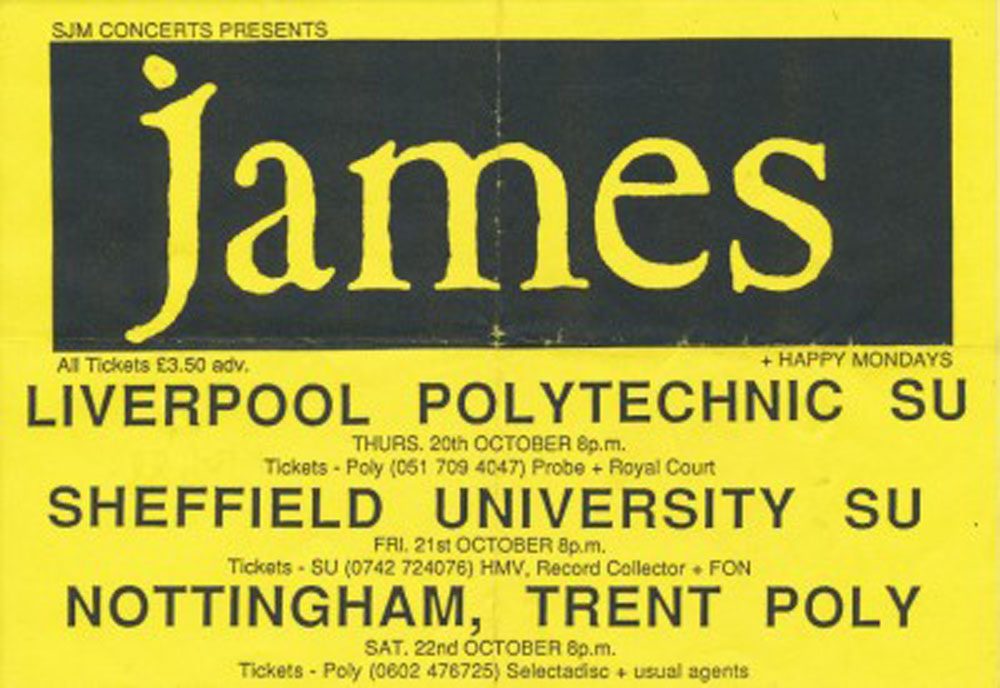 SJM CONCERTS PRESENTS
james
All Tickets £3.50 adv.
+ HAPPY MONDAYS
LIVERPOOL POLYTECHNIC SU
THURS. 20th OCTOBER 8p.m.
Tickets - Poly (051 709 4047) Probe + Royal Court
SHEFFIELD UNIVERSITY SU
FRI. 21st OCTOBER 8p.m.
Tickets - SU (0742 724076) HMV, Record Collector + FON
NOTTINGHAM, TRENT POLY
SAT. 22nd OCTOBER 8p.m.
Tickets - Poly (0602 476725) Selectadisc + usual agents